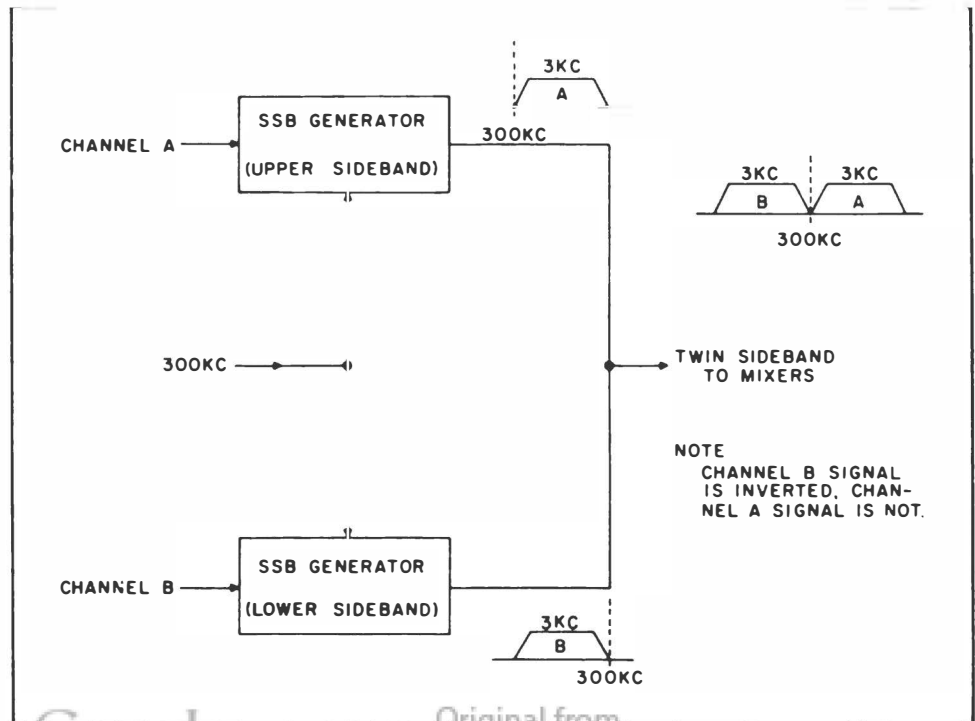 3KC
A
300KC
CHANNEL A
SSB GENERATOR
(UPPER SIDEBAND)
3KC 3KC
B A
300KC
300KC
TWIN SIDEBAND
TO MIXERS
NOTE
CHANNEL B SIGNAL
IS INVERTED, CHAN-
NEL A SIGNAL IS NOT.
CHANNEL B
SSB GENERATOR
(LOWER SIDEBAND)
3KC
B
300KC
Original from